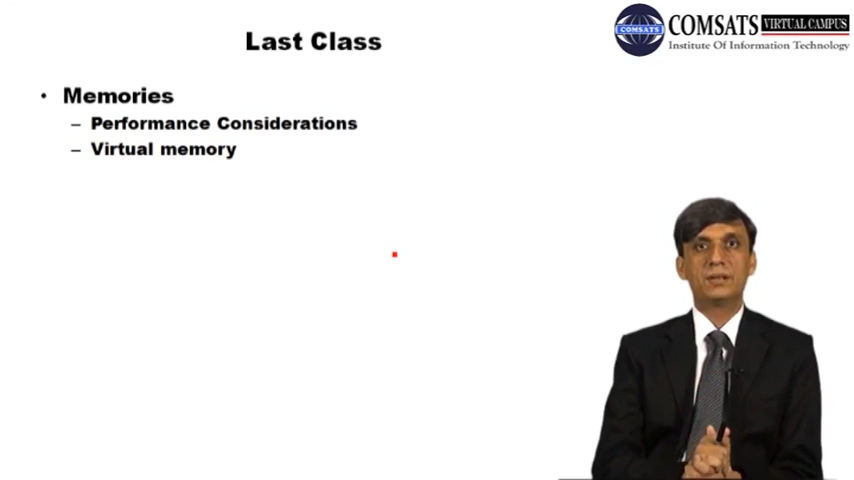 COMSATS VIRTUAL CAMPUS
Institute Of Information Technology
COMSATS
Last Class
• Memories
– Performance Considerations
– Virtual memory